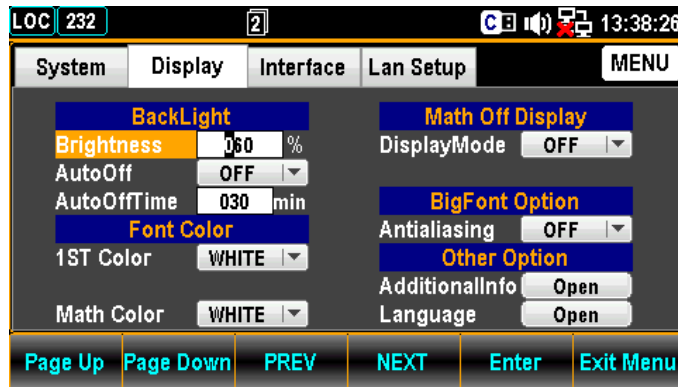 LOC 232 2 C 13:38:26
System Display Interface Lan Setup MENU
BackLight
Brightness 060 %
AutoOff OFF
AutoOffTime 030 min
Font Color
1ST Color WHITE
Math Color WHITE
Math Off Display
DisplayMode OFF
BigFont Option
Antialiasing OFF
Other Option
AdditionalInfo Open
Language Open
Page Up Page Down PREV NEXT Enter Exit Menu